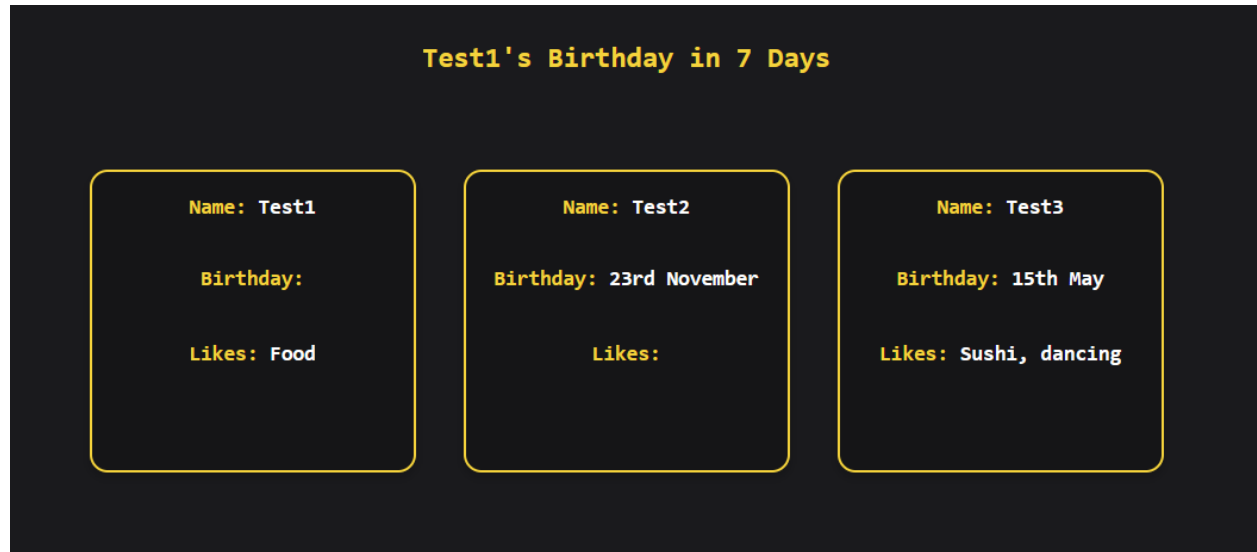 Test1's Birthday in 7 Days
Name: Test1
Birthday:
Likes: Food
Name: Test2
Birthday: 23rd November
Likes:
Name: Test3
Birthday: 15th May
Likes: Sushi, dancing